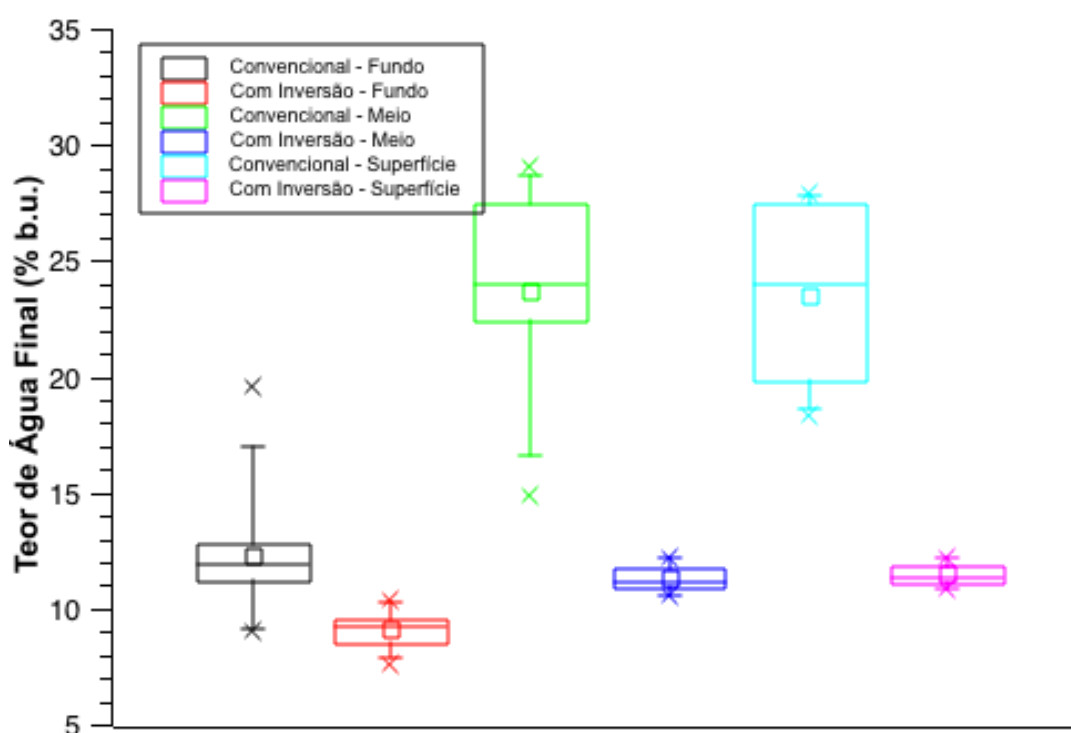 35
30
25
20
15
10
5
Teor de Água Final (% b.u.)
Convencional - Fundo
Com Inversão - Fundo
Convencional - Meio
Com Inversão - Meio
Convencional - Superfície
Com Inversão - Superfície